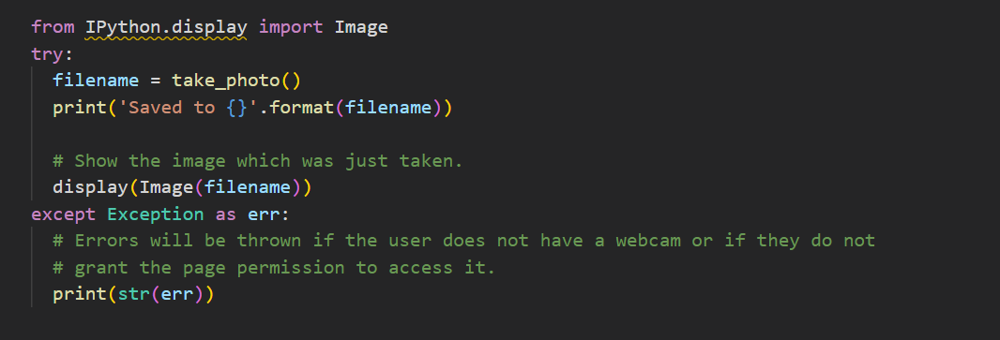 from IPython.display import Image
try:
  filename = take_photo()
  print('Saved to {}'.format(filename))

  # Show the image which was just taken.
  display(Image(filename))
except Exception as err:
  # Errors will be thrown if the user does not have a webcam or if they do not
  # grant the page permission to access it.
  print(str(err))